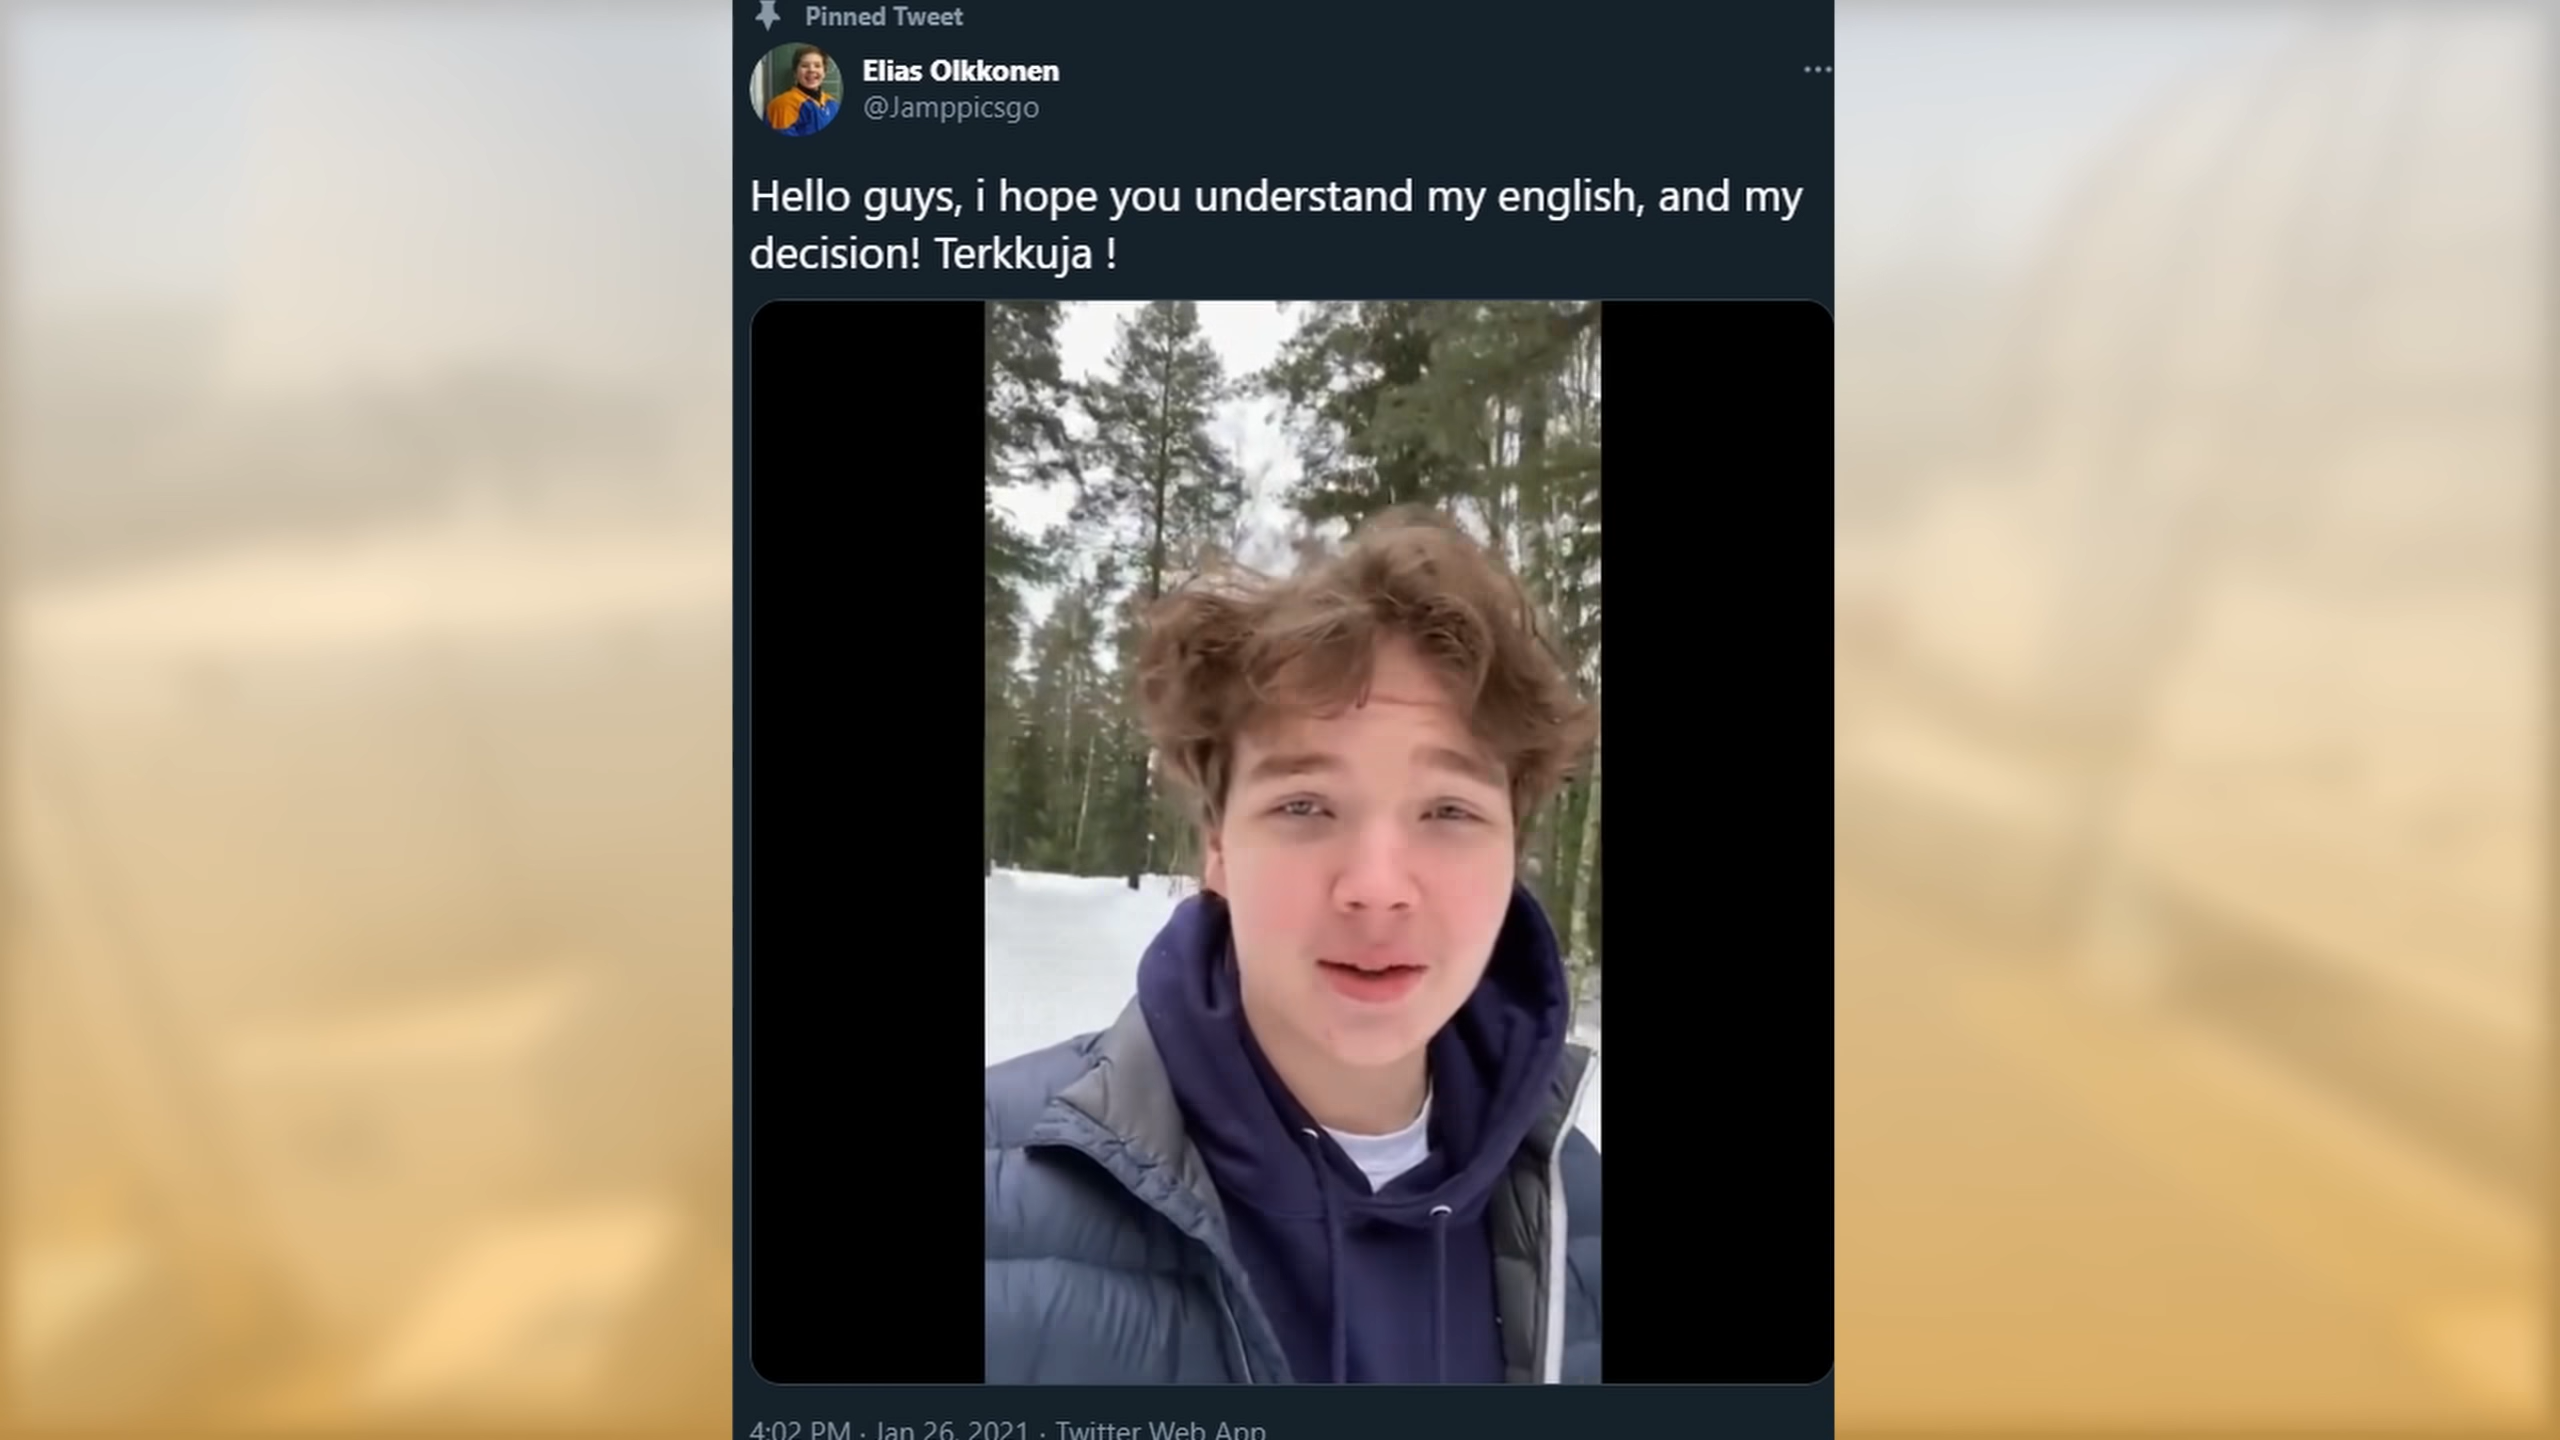 Pinned Tweet
Elias Olkkonen
@Jamppicsgo
Hello guys, i hope you understand my english, and my
decision! Terkkuja !
4:02 PM · Jan 26, 2021 · Twitter Web App